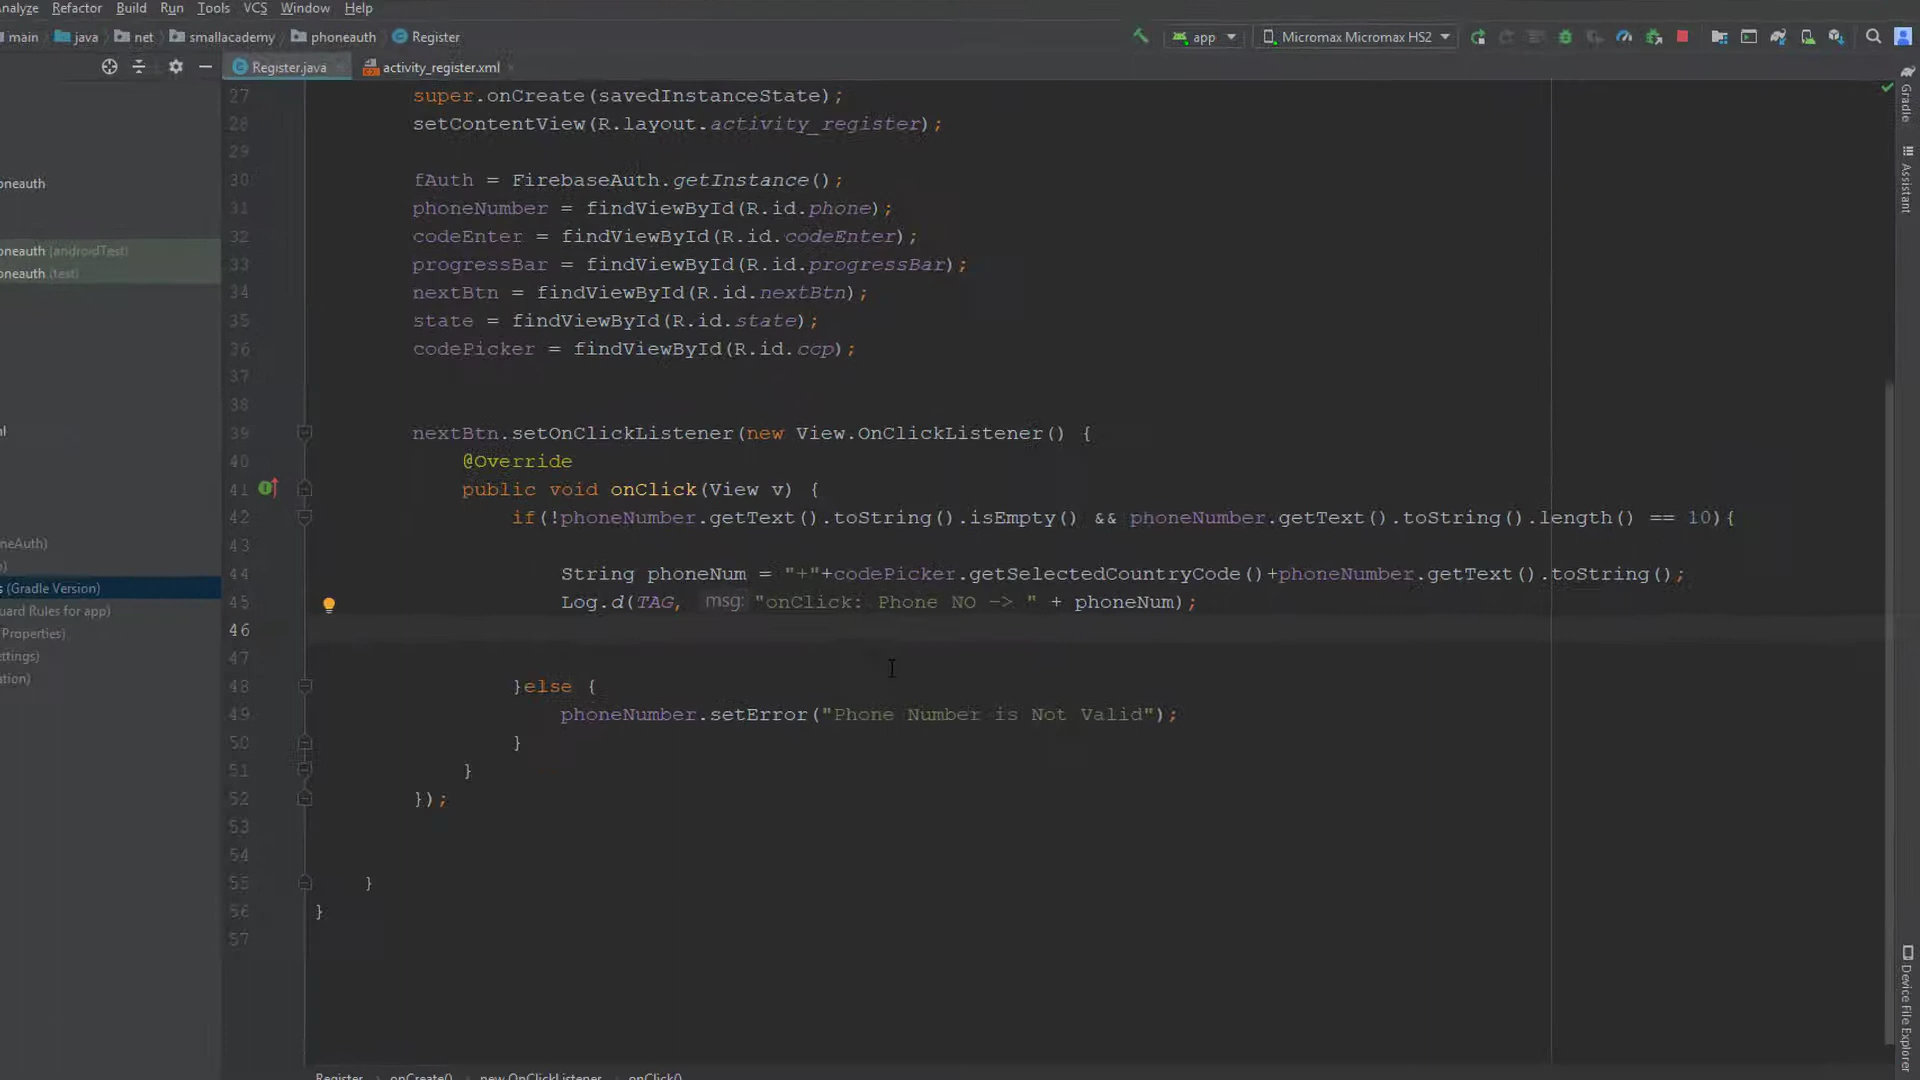 nalyze Refactor Build Run Tools VCS Window Help
main java net smallacademy phoneauth Register app Micromax Micromax HS2
Register.java activity_register.xml
27 super.onCreate(savedInstanceState);
28 setContentView(R.layout.activity_register);
29
oneauth
30 fAuth = FirebaseAuth.getInstance();
31 phoneNumber = findViewById(R.id.phone);
32 codeEnter = findViewById(R.id.codeEnter);
oneauth (androidTest)
33 progressBar = findViewById(R.id.progressBar);
oneauth (test)
34 nextBtn = findViewById(R.id.nextBtn);
35 state = findViewById(R.id.state);
36 codePicker = findViewById(R.id.ccp);
37
38
39 nextBtn.setOnClickListener(new View.OnClickListener() {
40 @Override
41 public void onClick(View v) {
42 if(!phoneNumber.getText().toString().isEmpty() && phoneNumber.getText().toString().length() == 10){
43
neAuth)
44 String phoneNum = "+"+codePicker.getSelectedCountryCode()+phoneNumber.getText().toString();
s (Gradle Version)
45 Log.d(TAG, msg: "onClick: Phone NO -> " + phoneNum);
uard Rules for app)
46
Properties)
47
ettings)
ation)
48 }else {
49 phoneNumber.setError("Phone Number is Not Valid");
50 }
51 }
52 });
53
54
55 }
56 }
57
Register onCreate() new OnClickListener onClick()
Gradle
Assistant
Device File Explorer